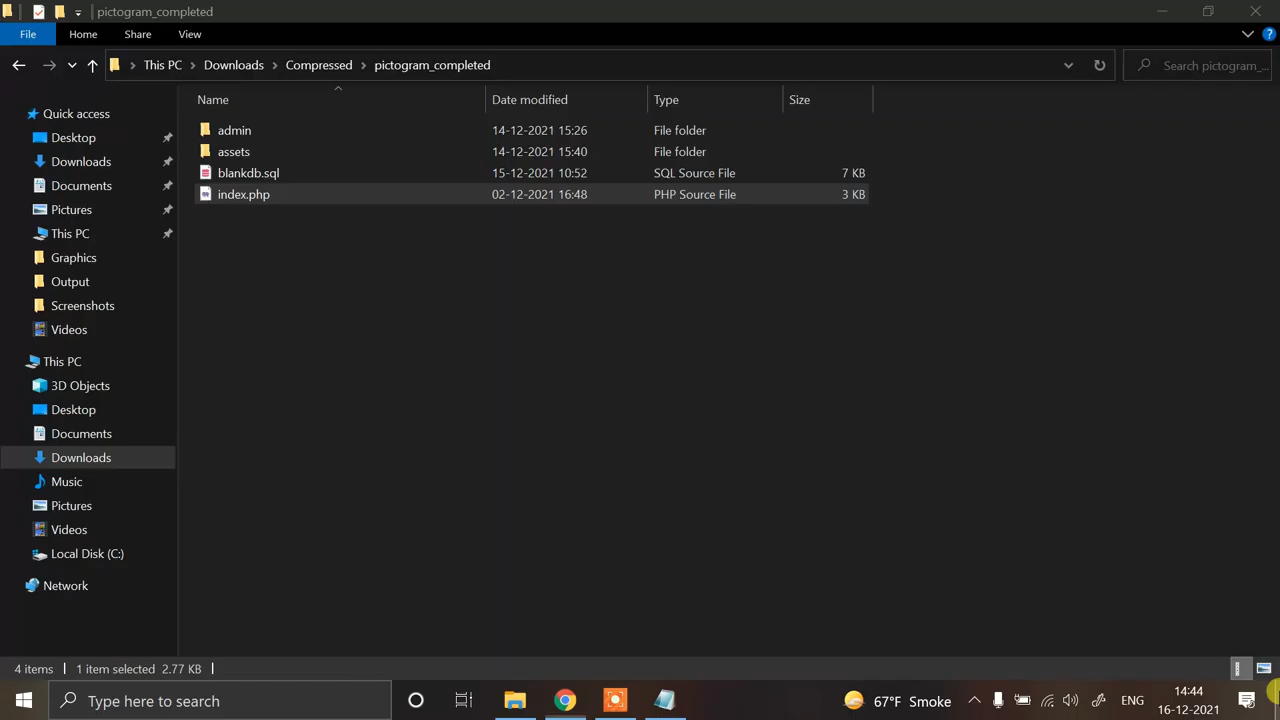 pictogram_completed
File Home Share View
This PC Downloads Compressed pictogram_completed
Search pictogram_...
Name Date modified Type Size
admin 14-12-2021 15:26 File folder
assets 14-12-2021 15:40 File folder
blankdb.sql 15-12-2021 10:52 SQL Source File 7 KB
index.php 02-12-2021 16:48 PHP Source File 3 KB
Quick access
Desktop
Downloads
Documents
Pictures
This PC
Graphics
Output
Screenshots
Videos
This PC
3D Objects
Desktop
Documents
Downloads
Music
Pictures
Videos
Local Disk (C:)
Network
4 items 1 item selected 2.77 KB
Type here to search
67°F Smoke
ENG
14:44
16-12-2021